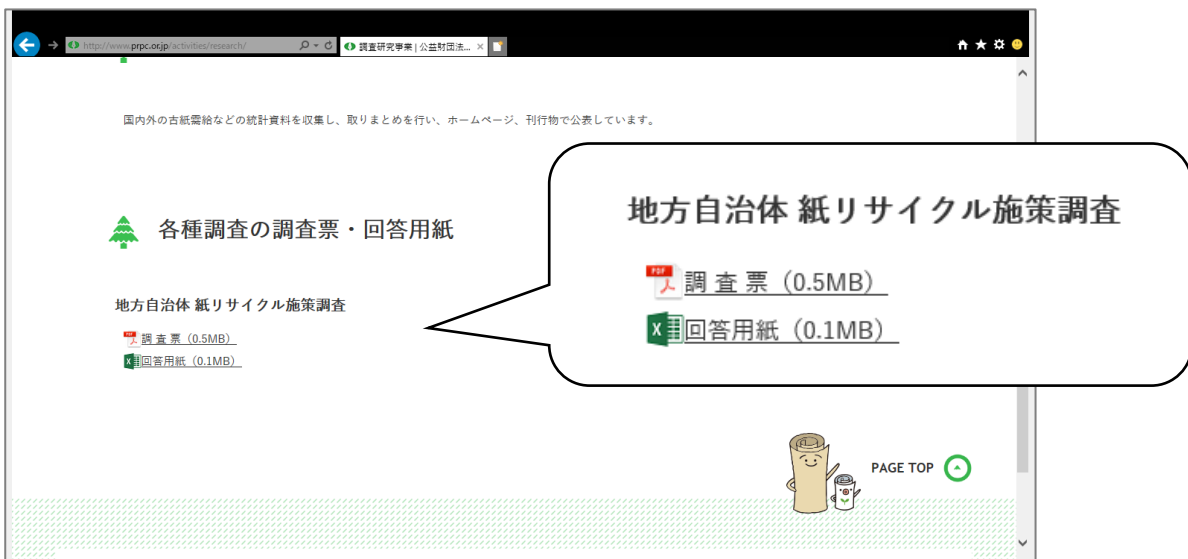 http://www.prpc.or.jp/activities/research/
調査研究事業 | 公益財団法...
国内外の古紙需給などの統計資料を収集し、取りまとめを行い、ホームページ、刊行物で公表しています。
各種調査の調査票・回答用紙
地方自治体 紙リサイクル施策調査
PDF
調 査 票（0.5MB）
回答用紙（0.1MB）
地方自治体 紙リサイクル施策調査
PDF
調 査 票（0.5MB）
回答用紙（0.1MB）
PAGE TOP